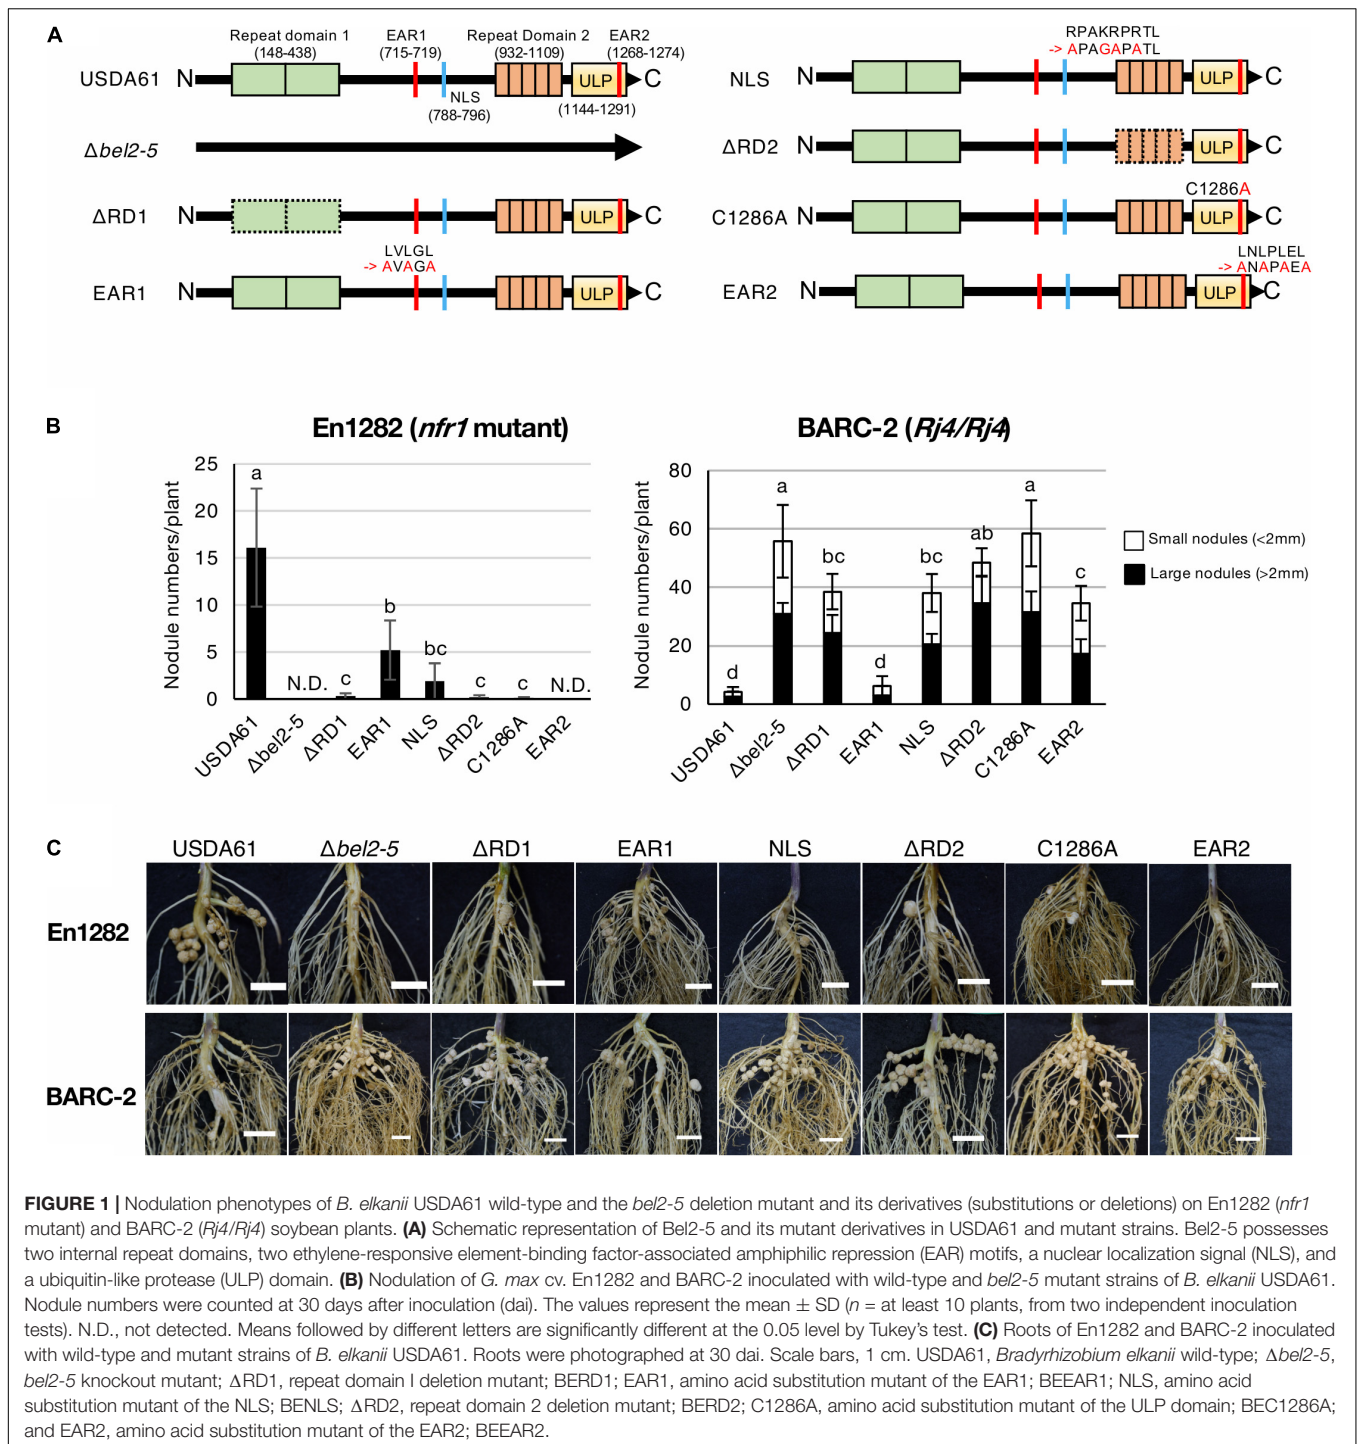 A
Repeat domain 1
(148-438)
EAR1
(715-719)
Repeat Domain 2
(932-1109)
EAR2
(1268-1274)
USDA61
N
ULP
C
NLS
(788-796)
(1144-1291)
Δbel2-5
ΔRD1
N
ULP
C
LVLGL
-> AVAGA
EAR1
N
ULP
C
RPAKRPRTL
-> APAGAPATL
NLS
N
ULP
C
ΔRD2
N
ULP
C
C1286A
C1286A
N
ULP
C
LNLPLEL
-> ANAPAEA
EAR2
N
ULP
C
B
En1282 (nfr1 mutant)
Nodule numbers/plant
25
20
15
10
5
0
a
N.D.
c
b
bc
c
c
N.D.
USDA61
Δbel2-5
ΔRD1
EAR1
NLS
ΔRD2
C1286A
EAR2
BARC-2 (Rj4/Rj4)
Nodule numbers/plant
80
60
40
20
0
d
a
bc
d
bc
ab
a
c
USDA61
Δbel2-5
ΔRD1
EAR1
NLS
ΔRD2
C1286A
EAR2
Small nodules (<2mm)
Large nodules (>2mm)
C
USDA61 Δbel2-5 ΔRD1 EAR1 NLS ΔRD2 C1286A EAR2
En1282
BARC-2
FIGURE 1 | Nodulation phenotypes of B. elkanii USDA61 wild-type and the bel2-5 deletion mutant and its derivatives (substitutions or deletions) on En1282 (nfr1
mutant) and BARC-2 (Rj4/Rj4) soybean plants. (A) Schematic representation of Bel2-5 and its mutant derivatives in USDA61 and mutant strains. Bel2-5 possesses
two internal repeat domains, two ethylene-responsive element-binding factor-associated amphiphilic repression (EAR) motifs, a nuclear localization signal (NLS), and
a ubiquitin-like protease (ULP) domain. (B) Nodulation of G. max cv. En1282 and BARC-2 inoculated with wild-type and bel2-5 mutant strains of B. elkanii USDA61.
Nodule numbers were counted at 30 days after inoculation (dai). The values represent the mean ± SD (n = at least 10 plants, from two independent inoculation
tests). N.D., not detected. Means followed by different letters are significantly different at the 0.05 level by Tukey's test. (C) Roots of En1282 and BARC-2 inoculated
with wild-type and mutant strains of B. elkanii USDA61. Roots were photographed at 30 dai. Scale bars, 1 cm. USDA61, Bradyrhizobium elkanii wild-type; Δbel2-5,
bel2-5 knockout mutant; ΔRD1, repeat domain I deletion mutant; BERD1; EAR1, amino acid substitution mutant of the EAR1; BEEAR1; NLS, amino acid
substitution mutant of the NLS; BENLS; ΔRD2, repeat domain 2 deletion mutant; BERD2; C1286A, amino acid substitution mutant of the ULP domain; BEC1286A;
and EAR2, amino acid substitution mutant of the EAR2; BEEAR2.